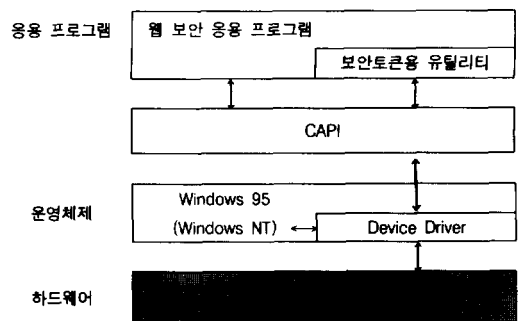 응용 프로그램
웹 보안 응용 프로그램
보안토큰용 유틸리티
CAPI
운영체제
Windows 95
(Windows NT)
Device Driver
하드웨어